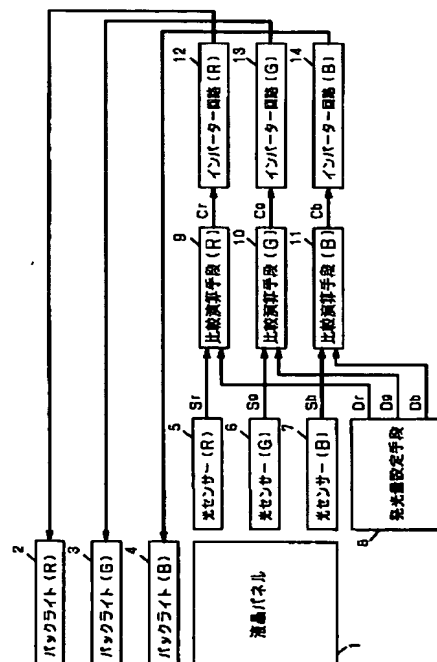 2
バックライト(R)
3
バックライト(G)
4
バックライト(B)
液晶パネル
1
5
光センサー(R)
6
光センサー(G)
7
光センサー(B)
8
発光量設定手段
Sr
Sg
Sb
Dr
Dg
Db
9
比較演算手段(R)
10
比較演算手段(G)
11
比較演算手段(B)
Cr
Cg
Cb
12
インバーター回路(R)
13
インバーター回路(G)
14
インバーター回路(B)